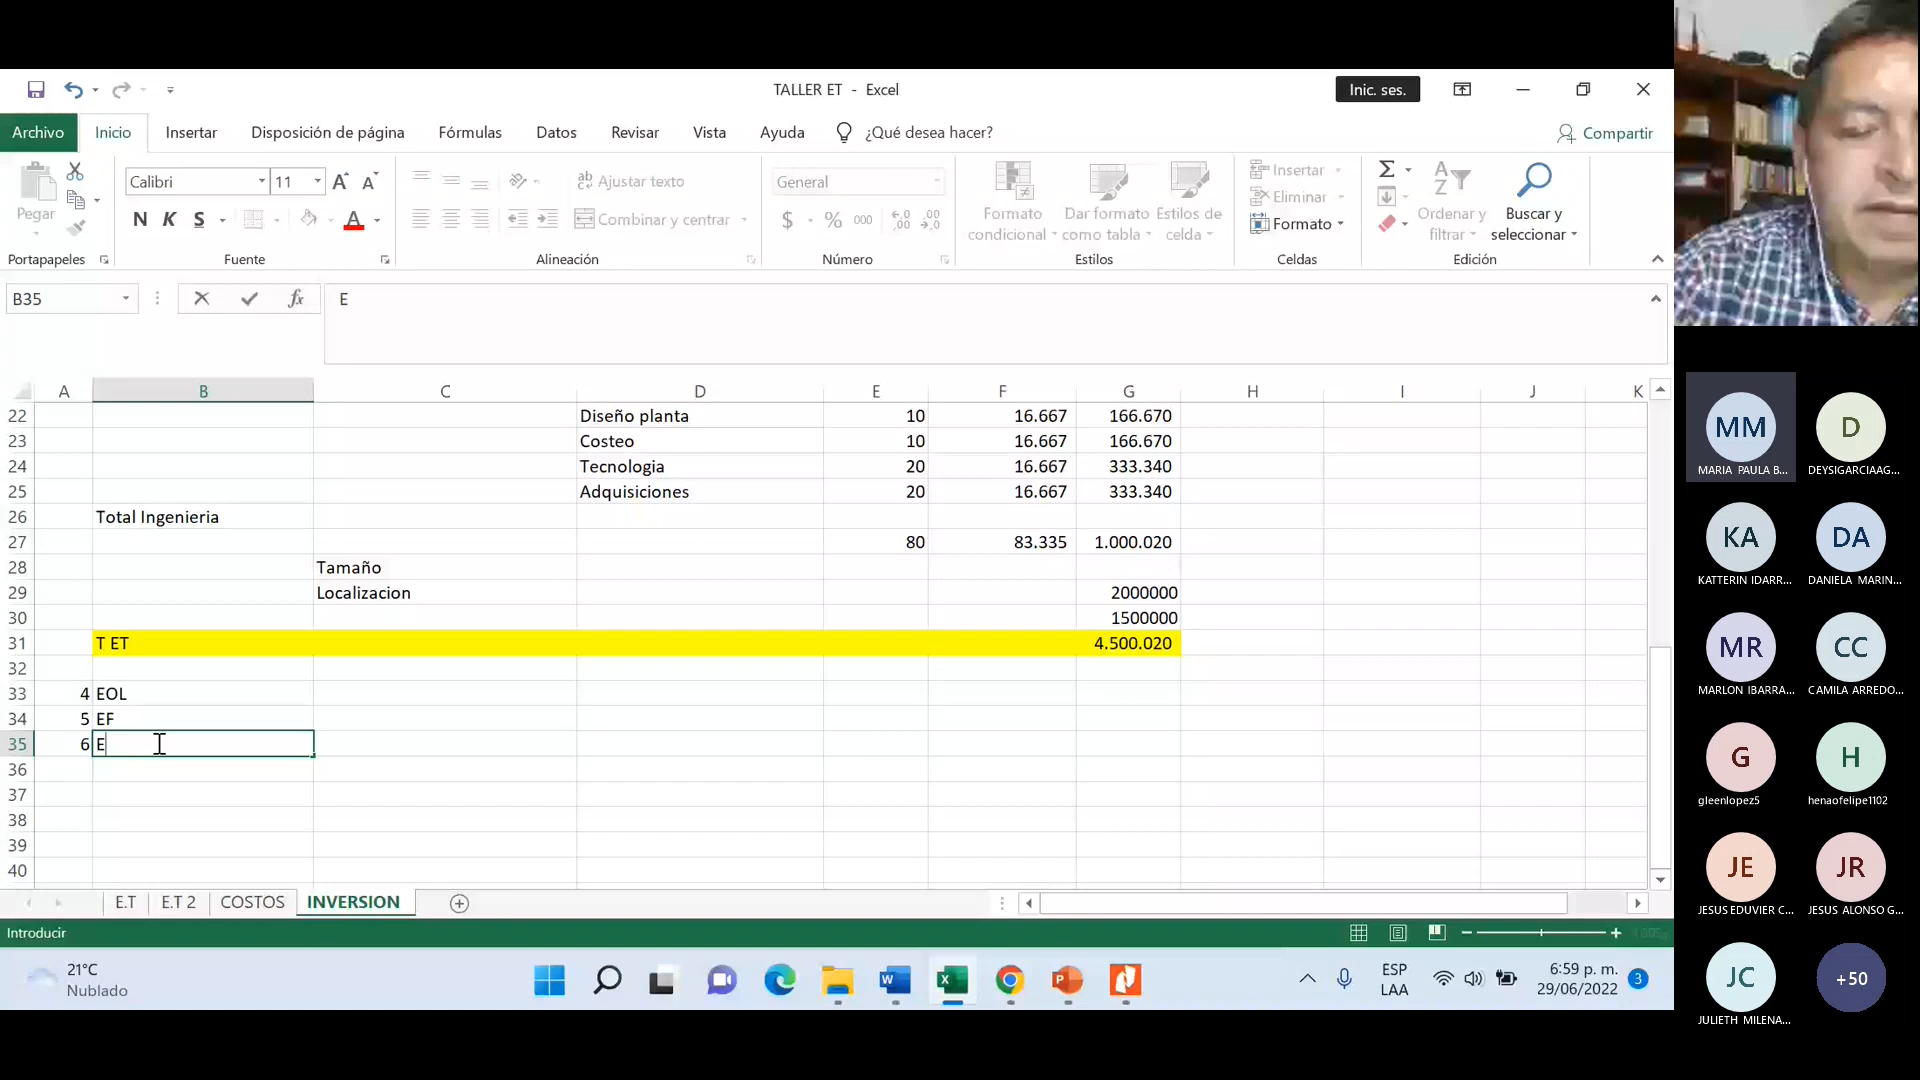 TALLER ET - Excel
Inic. ses.
Archivo Inicio Insertar Disposición de página Fórmulas Datos Revisar Vista Ayuda ¿Qué desea hacer? Compartir
Pegar
Portapapeles
Calibri 11
N K S
Fuente
Ajustar texto
Combinar y centrar
Alineación
General
$ % 000
Número
Formato condicional
Dar formato como tabla
Estilos de celda
Estilos
Insertar
Eliminar
Formato
Celdas
Ordenar y filtrar
Buscar y seleccionar
Edición
B35 fx E
A B C D E F G H I J K
22 Diseño planta 10 16.667 166.670
23 Costeo 10 16.667 166.670
24 Tecnologia 20 16.667 333.340
25 Adquisiciones 20 16.667 333.340
26 Total Ingenieria
27 80 83.335 1.000.020
28 Tamaño
29 Localizacion 2000000
30 1500000
31 T ET 4.500.020
32
33 4 EOL
34 5 EF
35 6 E
36
37
38
39
40
E.T E.T 2 COSTOS INVERSION
Introducir
21°C
Nublado
ESP
LAA
6:59 p. m.
29/06/2022
3
MM D
MARIA PAULA B... DEYSIGARCIAAG...
KA DA
KATTERIN IDARR... DANIELA MARIN...
MR CC
MARLON IBARRA... CAMILA ARREDO...
G H
gleenlopez5 henaofelipe1102
JE JR
JESUS EDUVIER C... JESUS ALONSO G...
JC +50
JULIETH MILENA...